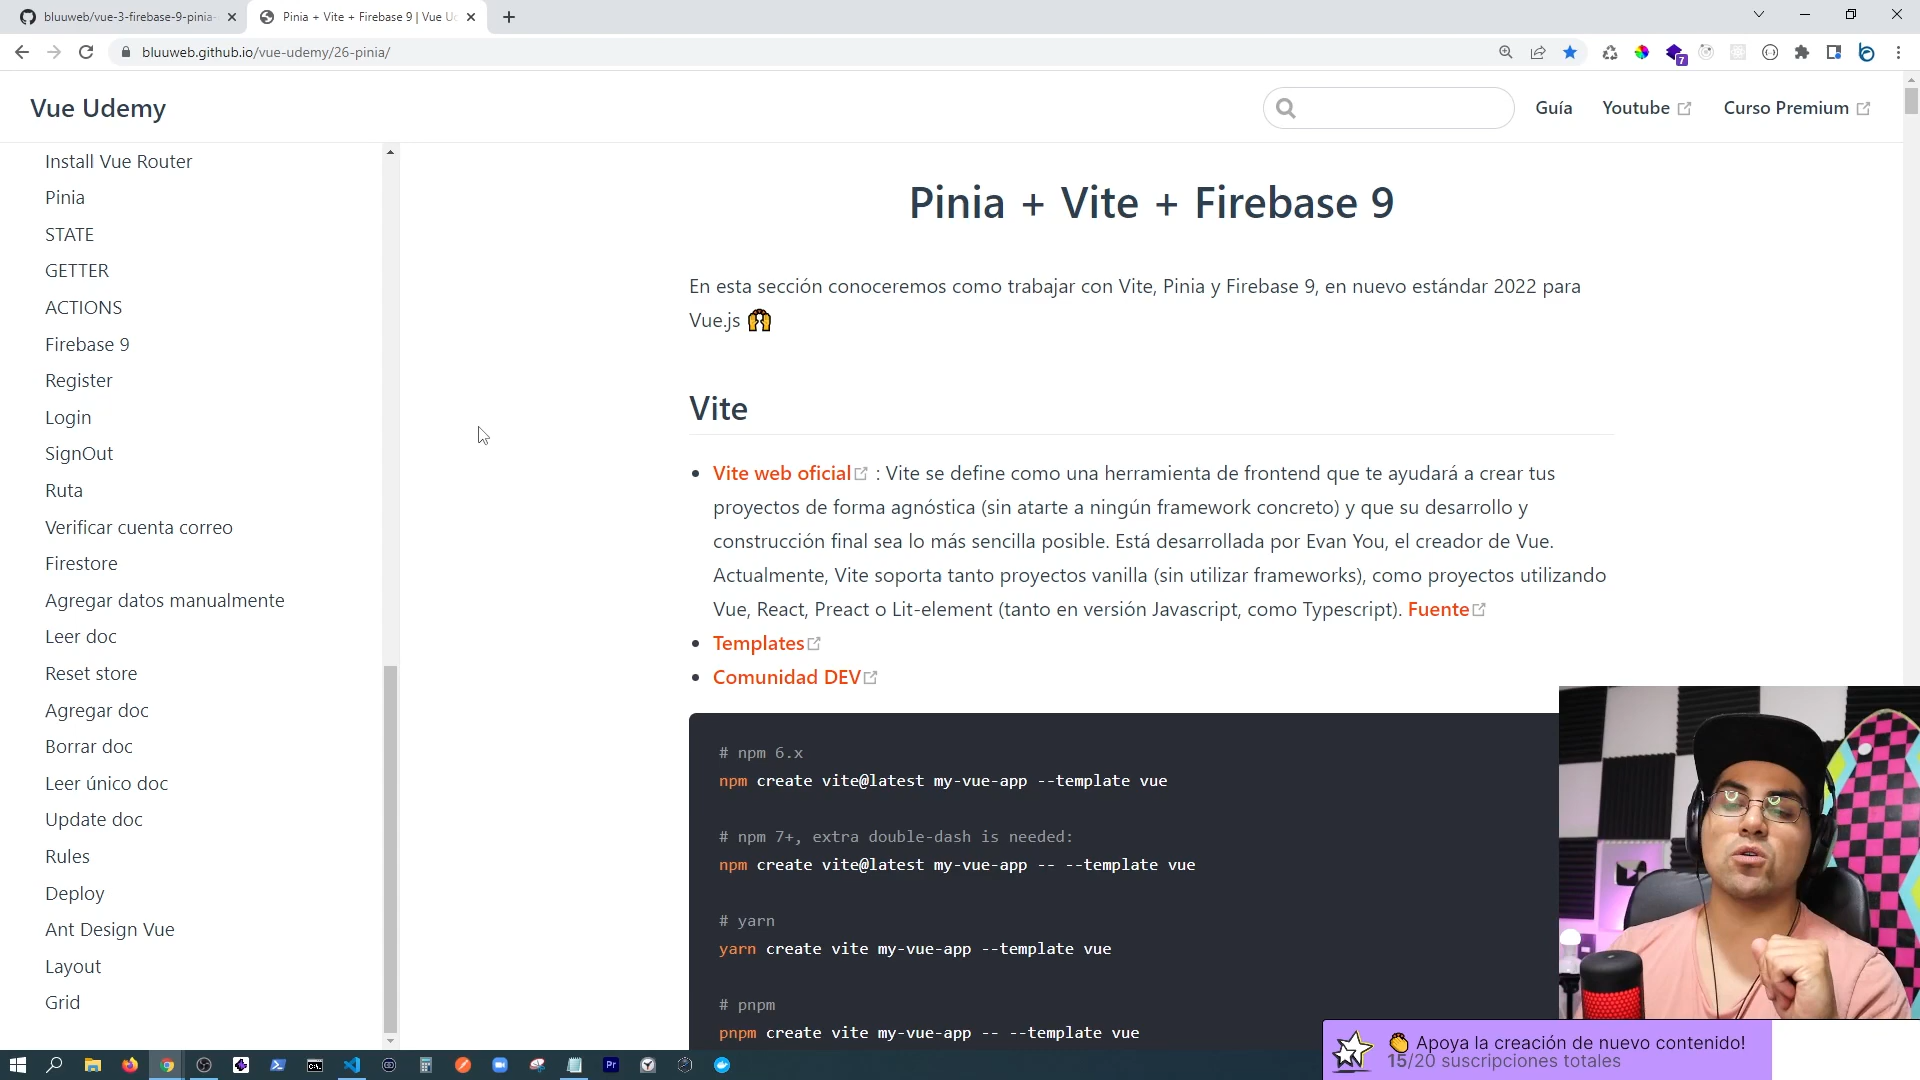 bluuweb/vue-3-firebase-9-pinia-
Pinia + Vite + Firebase 9 | Vue Uc
bluuweb.github.io/vue-udemy/26-pinia/
7
Vue Udemy
Guía
Youtube
Curso Premium
Install Vue Router
Pinia
STATE
GETTER
ACTIONS
Firebase 9
Register
Login
SignOut
Ruta
Verificar cuenta correo
Firestore
Agregar datos manualmente
Leer doc
Reset store
Agregar doc
Borrar doc
Leer único doc
Update doc
Rules
Deploy
Ant Design Vue
Layout
Grid
Pinia + Vite + Firebase 9
En esta sección conoceremos como trabajar con Vite, Pinia y Firebase 9, en nuevo estándar 2022 para
Vue.js
Vite
Vite web oficial : Vite se define como una herramienta de frontend que te ayudará a crear tus
proyectos de forma agnóstica (sin atarte a ningún framework concreto) y que su desarrollo y
construcción final sea lo más sencilla posible. Está desarrollada por Evan You, el creador de Vue.
Actualmente, Vite soporta tanto proyectos vanilla (sin utilizar frameworks), como proyectos utilizando
Vue, React, Preact o Lit-element (tanto en versión Javascript, como Typescript). Fuente
Templates
Comunidad DEV
# npm 6.x
npm create vite@latest my-vue-app --template vue
# npm 7+, extra double-dash is needed:
npm create vite@latest my-vue-app -- --template vue
# yarn
yarn create vite my-vue-app --template vue
# pnpm
pnpm create vite my-vue-app -- --template vue
Apoya la creación de nuevo contenido!
15/20 suscripciones totales
Pr